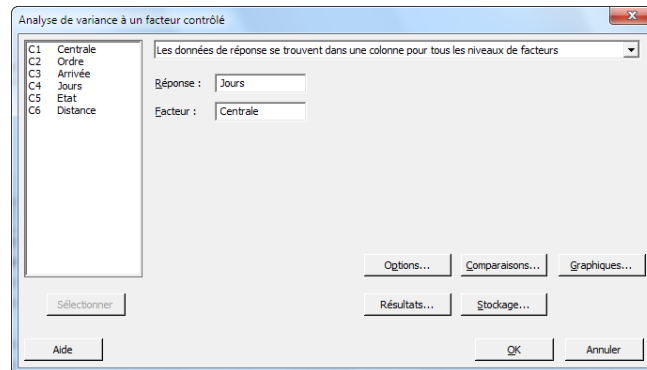 Analyse de variance à un facteur contrôlé
C1 Centrale
C2 Ordre
C3 Arrivée
C4 Jours
C5 Etat
C6 Distance
Les données de réponse se trouvent dans une colonne pour tous les niveaux de facteurs
Réponse : Jours
Facteur : Centrale
Options... Comparaisons... Graphiques...
Sélectionner Résultats... Stockage...
Aide OK Annuler